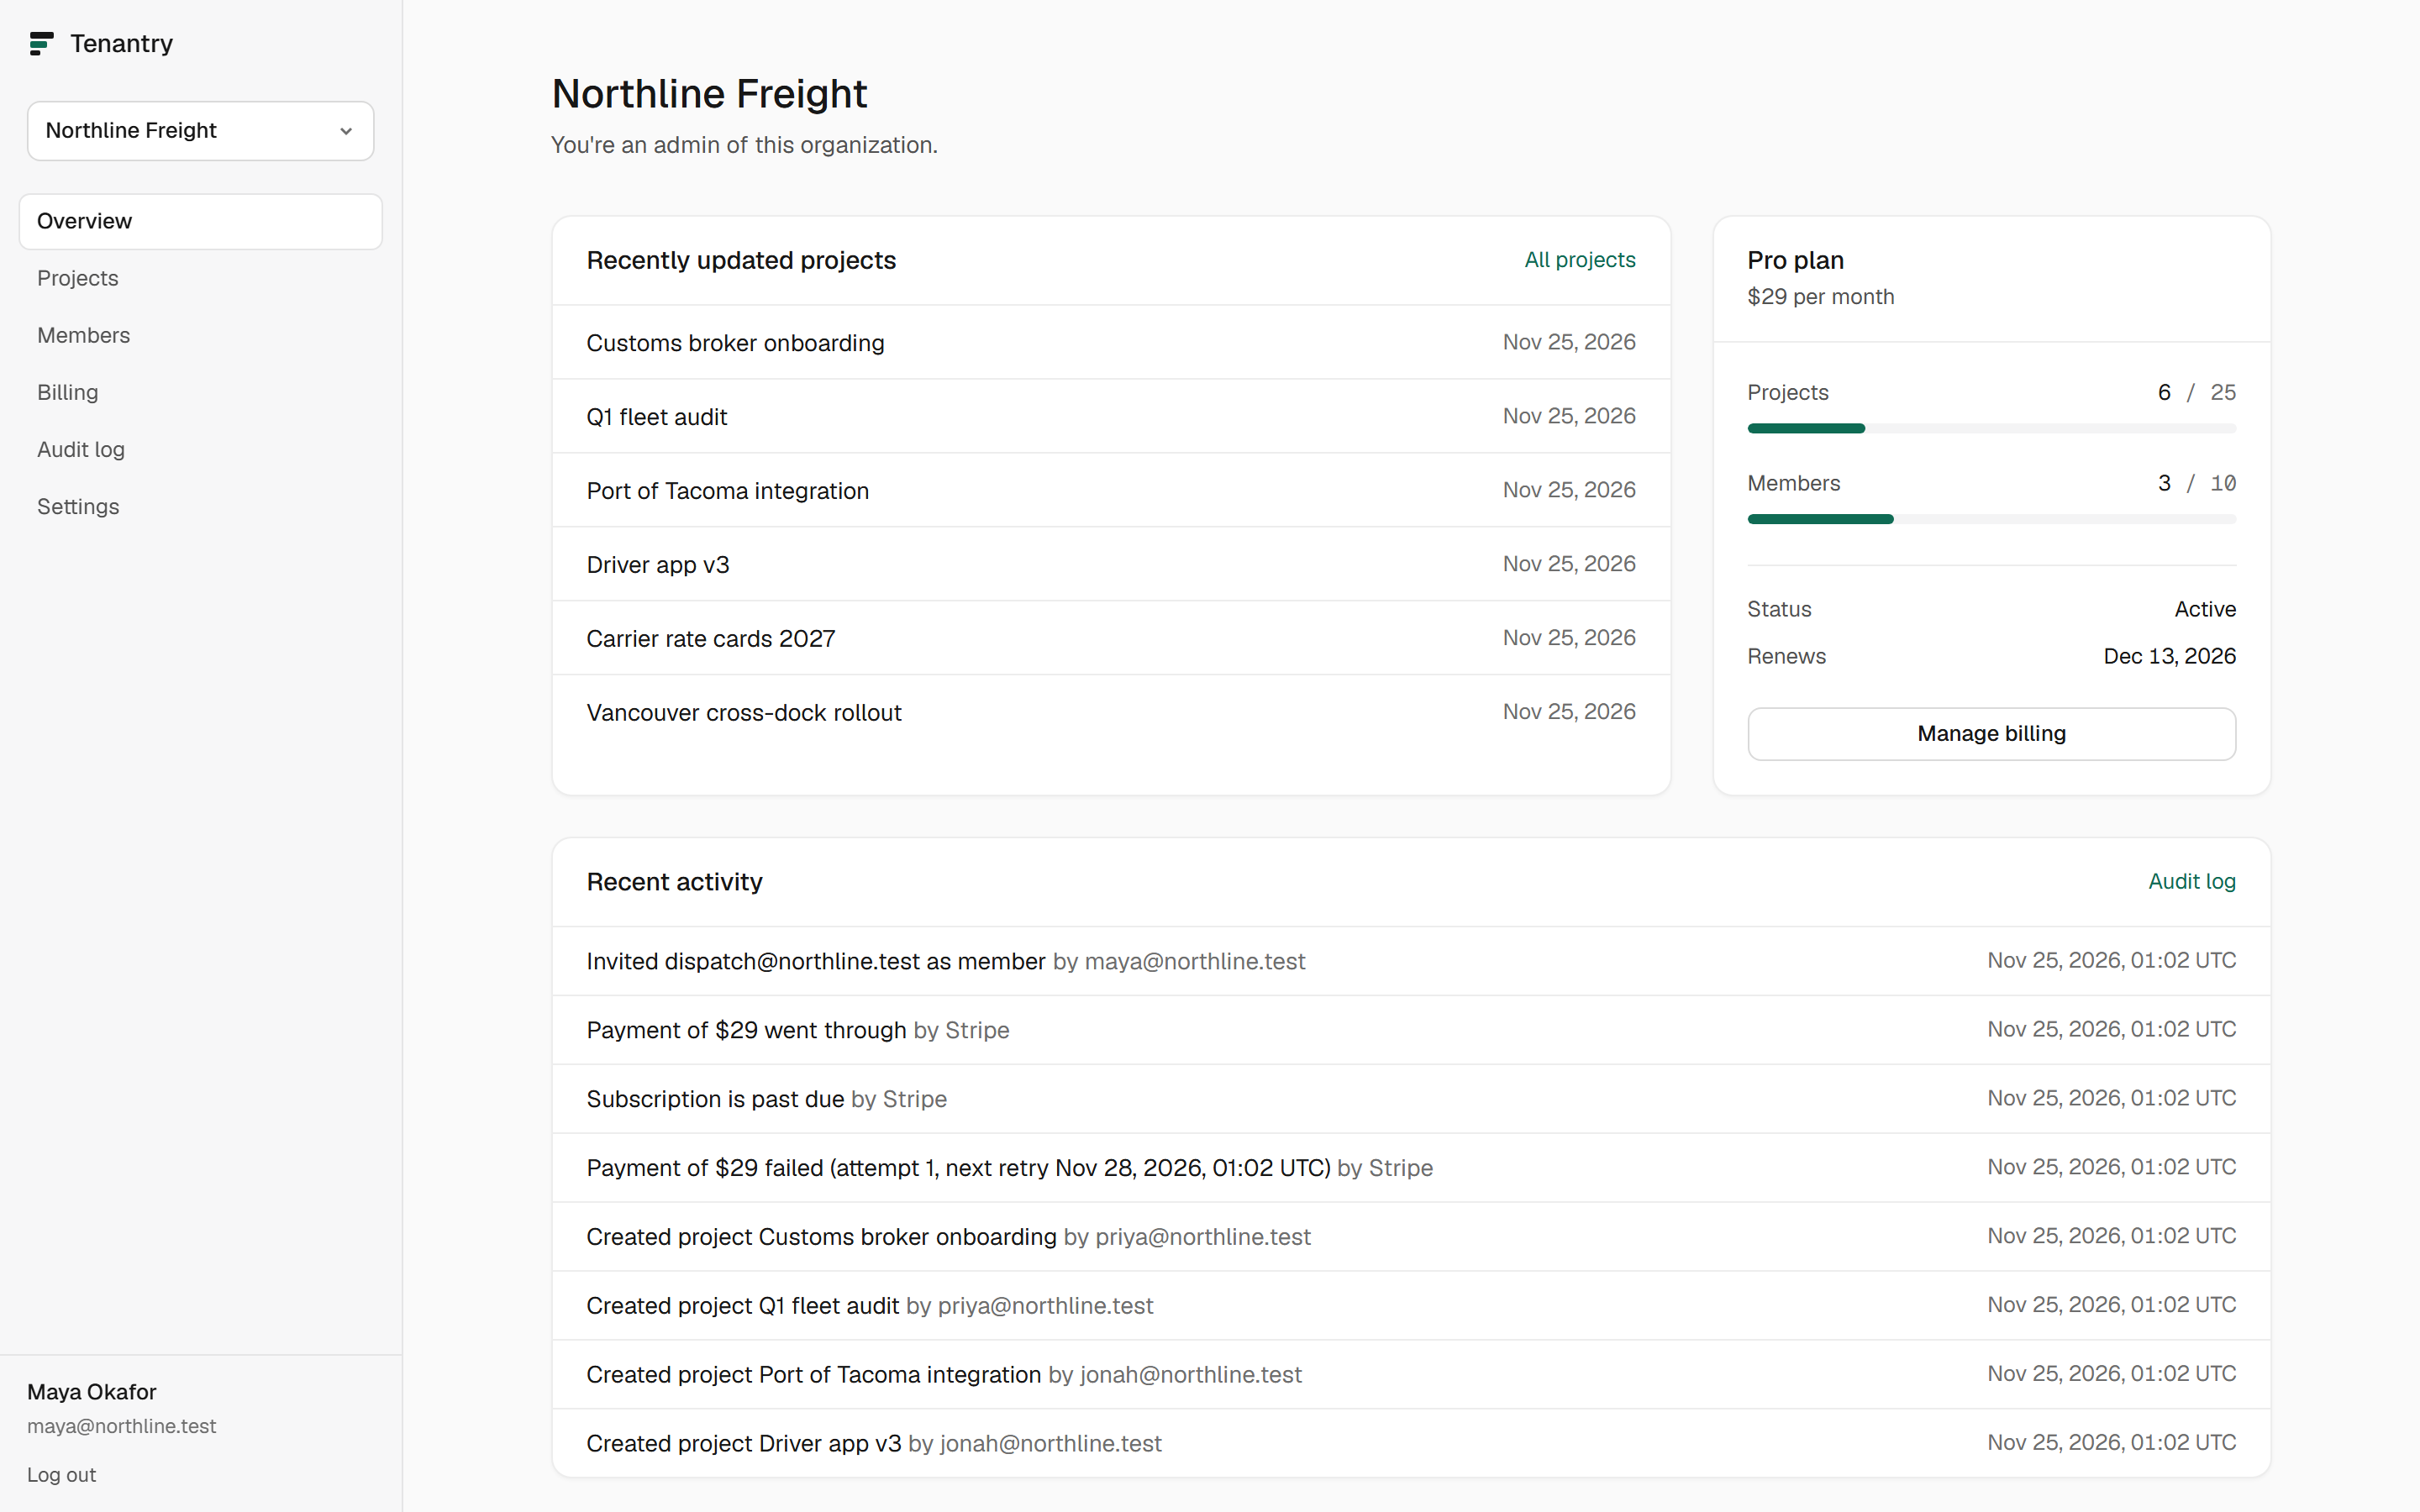 Tenantry
Northline Freight
Overview
Projects
Members
Billing
Audit log
Settings
Maya Okafor
maya@northline.test
Log out
Northline Freight
You're an admin of this organization.
Recently updated projects All projects
Customs broker onboarding Nov 25, 2026
Q1 fleet audit Nov 25, 2026
Port of Tacoma integration Nov 25, 2026
Driver app v3 Nov 25, 2026
Carrier rate cards 2027 Nov 25, 2026
Vancouver cross-dock rollout Nov 25, 2026
Pro plan
$29 per month
Projects 6 / 25
Members 3 / 10
Status Active
Renews Dec 13, 2026
Manage billing
Recent activity Audit log
Invited dispatch@northline.test as member by maya@northline.test Nov 25, 2026, 01:02 UTC
Payment of $29 went through by Stripe Nov 25, 2026, 01:02 UTC
Subscription is past due by Stripe Nov 25, 2026, 01:02 UTC
Payment of $29 failed (attempt 1, next retry Nov 28, 2026, 01:02 UTC) by Stripe Nov 25, 2026, 01:02 UTC
Created project Customs broker onboarding by priya@northline.test Nov 25, 2026, 01:02 UTC
Created project Q1 fleet audit by priya@northline.test Nov 25, 2026, 01:02 UTC
Created project Port of Tacoma integration by jonah@northline.test Nov 25, 2026, 01:02 UTC
Created project Driver app v3 by jonah@northline.test Nov 25, 2026, 01:02 UTC